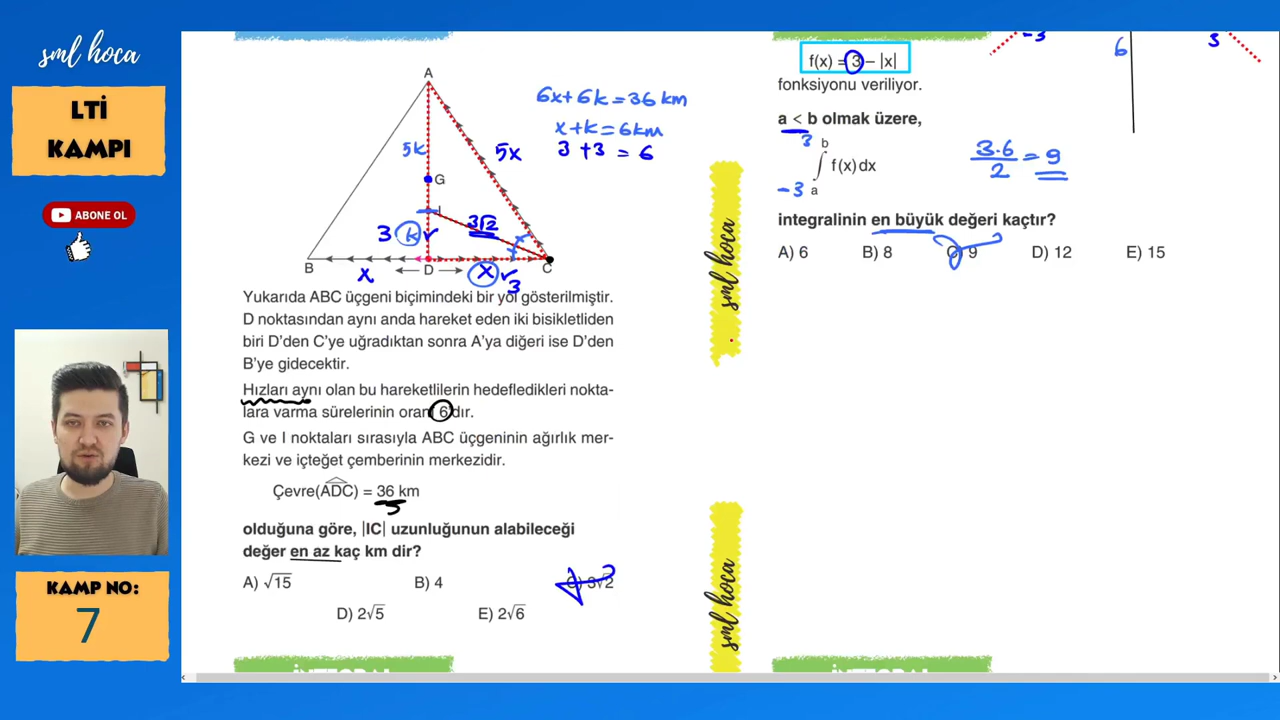 sml hoca
LTİ
KAMPI
ABONE OL
KAMP NO:
7
A
5k
5x
G
I
3√2
3 k
B
x
D
x
3
C
6x + 6k = 36 km
x + k = 6 km
3 + 3 = 6
Yukarıda ABC üçgeni biçimindeki bir yol gösterilmiştir.
D noktasından aynı anda hareket eden iki bisikletliden
biri D'den C'ye uğradıktan sonra A'ya diğeri ise D'den
B'ye gidecektir.
Hızları aynı olan bu hareketlilerin hedefledikleri nokta-
lara varma sürelerinin oranı 6 dır.
G ve I noktaları sırasıyla ABC üçgeninin ağırlık mer-
kezi ve içteğet çemberinin merkezidir.
Çevre(ADC) = 36 km
olduğuna göre, |IC| uzunluğunun alabileceği
değer en az kaç km dir?
A) √15
B) 4
C) 3√2
D) 2√5
E) 2√6
sml hoca
sml hoca
-3
6
3
f(x) = 3 – |x|
fonksiyonu veriliyor.
a < b olmak üzere,
3 b
∫ f(x) dx
-3 a
3·6
2
= 9
integralinin en büyük değeri kaçtır?
A) 6
B) 8
C) 9
D) 12
E) 15